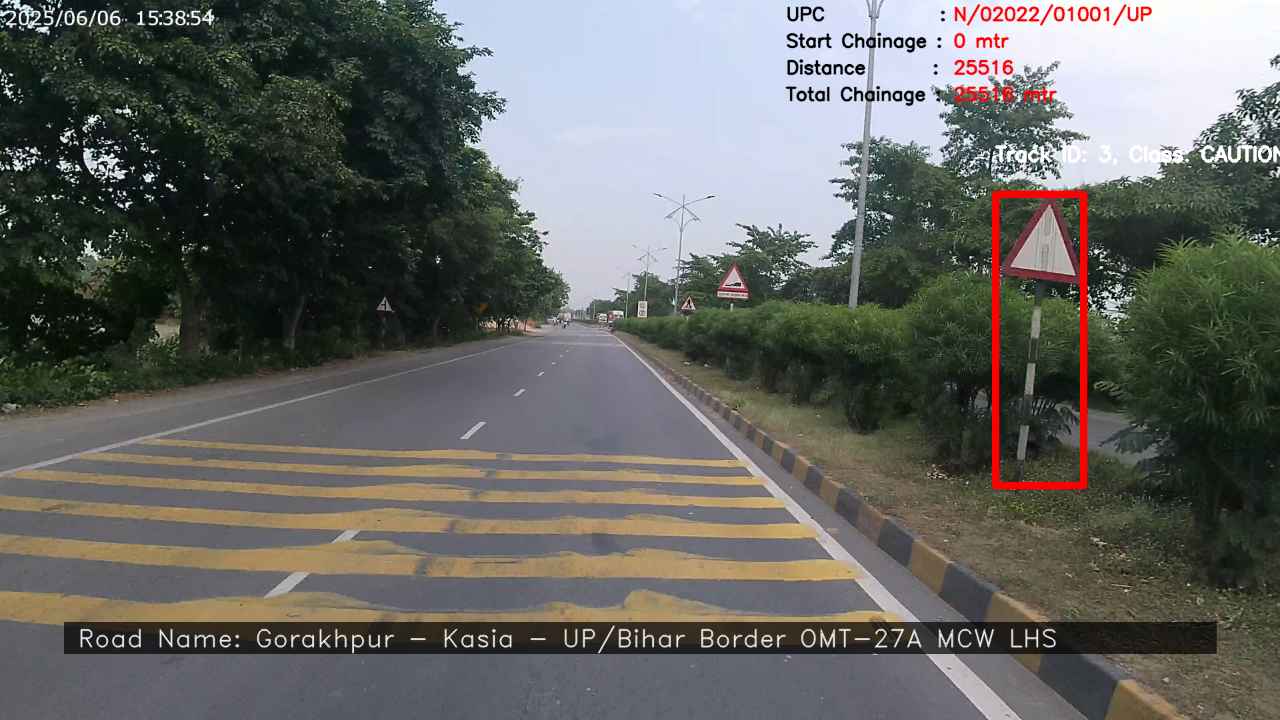 2025/06/06 15:38:54
UPC : N/02022/01001/UP
Start Chainage : 0 mtr
Distance : 25516
Total Chainage : 25516 mtr
Track ID: 3, Class: CAUTION
Road Name: Gorakhpur - Kasia - UP/Bihar Border OMT-27A MCW LHS